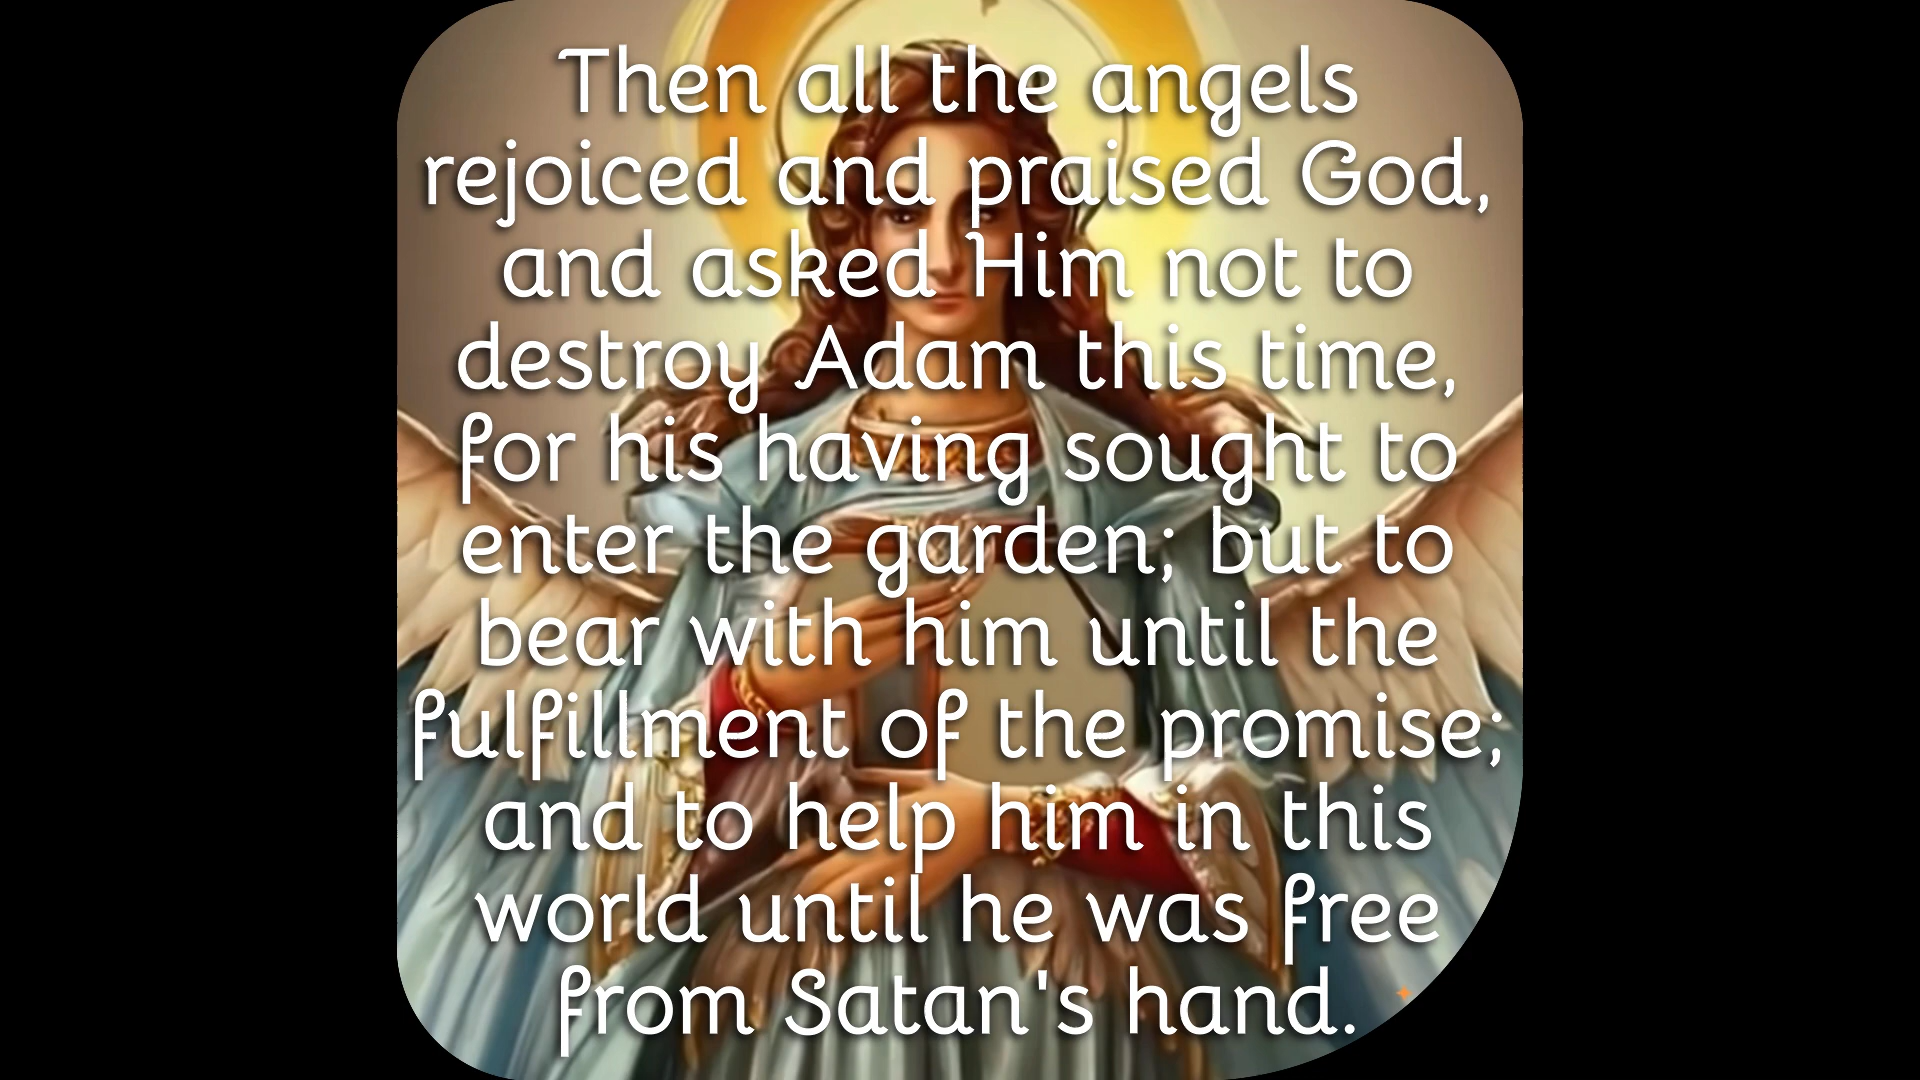 Then all the angels
rejoiced and praised God,
and asked Him not to
destroy Adam this time,
for his having sought to
enter the garden; but to
bear with him until the
fulfillment of the promise;
and to help him in this
world until he was free
from Satan's hand.